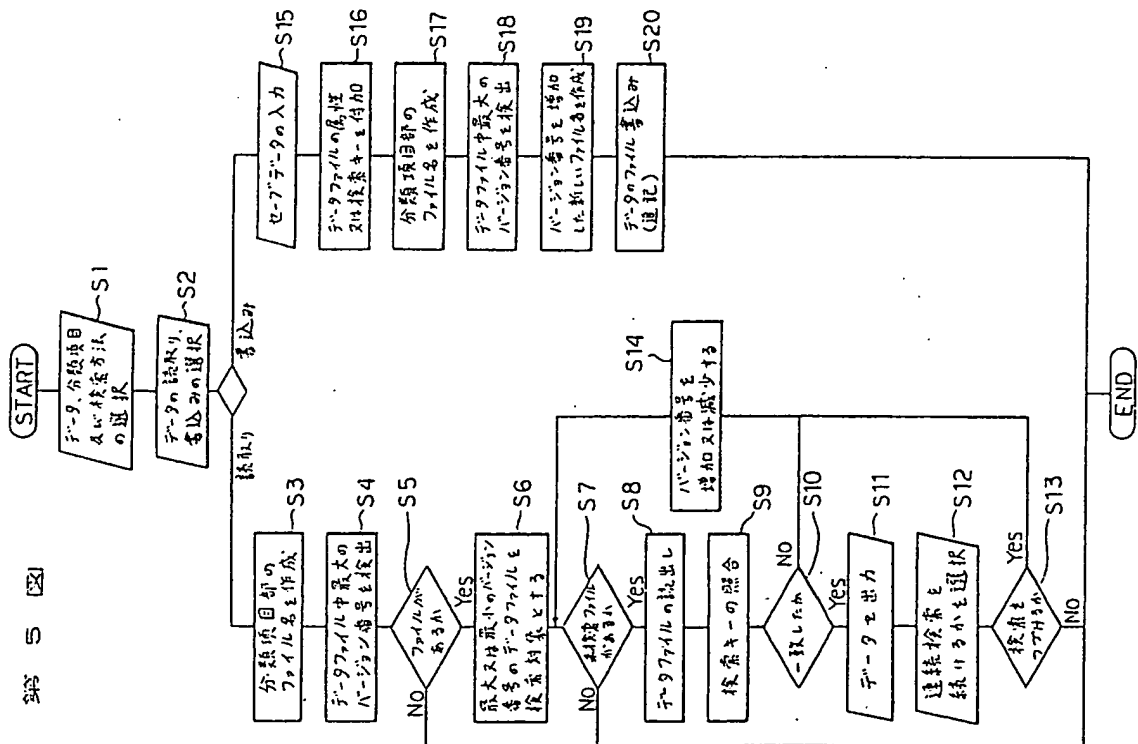 第5図
START
データ、分類項目
及び検索方法
の選択
S1
データの読取り、
書込みの選択
S2
読取り
書込み
分類項目部の
ファイル名を作成
S3
データファイル中最大の
バージョン番号を検出
S4
ファイルが
あるか
S5
No
Yes
最大又は最小のバージョン
番号のデータファイルを
検索対象とする
S6
未検索ファイル
があるか
S7
No
Yes
データファイルの読出し
S8
検索キーの照合
S9
一致したか
S10
No
Yes
データを出力
S11
連続検索を
続けるかを選択
S12
検索を
つづけるか
S13
Yes
No
バージョン番号を
増加又は減少する
S14
セーブデータの入力
S15
データファイルの属性
又は検索キーを付加
S16
分類項目部の
ファイル名を作成
S17
データファイル中最大の
バージョン番号を検出
S18
バージョン番号を増加
した新しいファイル名を作成
S19
データのファイル書込み
(追記)
S20
END